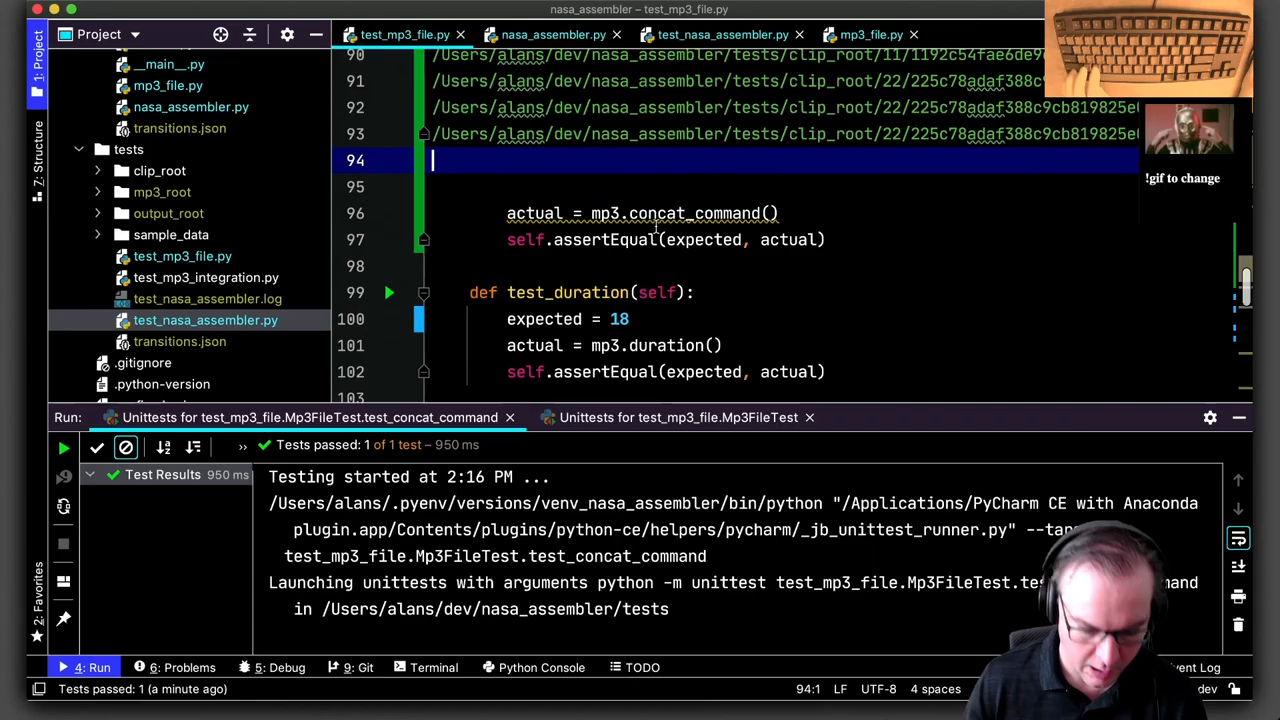 nasa_assembler – test_mp3_file.py
Project
test_mp3_file.py
nasa_assembler.py
test_nasa_assembler.py
mp3_file.py
1: Project
7: Structure
2: Favorites
__main__.py
mp3_file.py
nasa_assembler.py
transitions.json
tests
clip_root
mp3_root
output_root
sample_data
test_mp3_file.py
test_mp3_integration.py
test_nasa_assembler.log
test_nasa_assembler.py
transitions.json
.gitignore
.python-version
90 /Users/alans/dev/nasa_assembler/tests/clip_root/11/1192c54fae6de9
91 /Users/alans/dev/nasa_assembler/tests/clip_root/22/225c78adaf388c
92 /Users/alans/dev/nasa_assembler/tests/clip_root/22/225c78adaf388c9cb819825e
93 /Users/alans/dev/nasa_assembler/tests/clip_root/22/225c78adaf388c9cb819825e
94
95
96 actual = mp3.concat_command()
97 self.assertEqual(expected, actual)
98
99 def test_duration(self):
100 expected = 18
101 actual = mp3.duration()
102 self.assertEqual(expected, actual)
103
!gif to change
Run: Unittests for test_mp3_file.Mp3FileTest.test_concat_command
Unittests for test_mp3_file.Mp3FileTest
Tests passed: 1 of 1 test – 950 ms
Test Results 950 ms
Testing started at 2:16 PM ...
/Users/alans/.pyenv/versions/venv_nasa_assembler/bin/python "/Applications/PyCharm CE with Anaconda
plugin.app/Contents/plugins/python-ce/helpers/pycharm/_jb_unittest_runner.py"
test_mp3_file.Mp3FileTest.test_concat_command
Launching unittests with arguments python -m unittest test_mp3_file.Mp3FileTest
in /Users/alans/dev/nasa_assembler/tests
4: Run
6: Problems
5: Debug
9: Git
Terminal
Python Console
TODO
Log
Tests passed: 1 (a minute ago)
94:1 LF UTF-8 4 spaces
dev